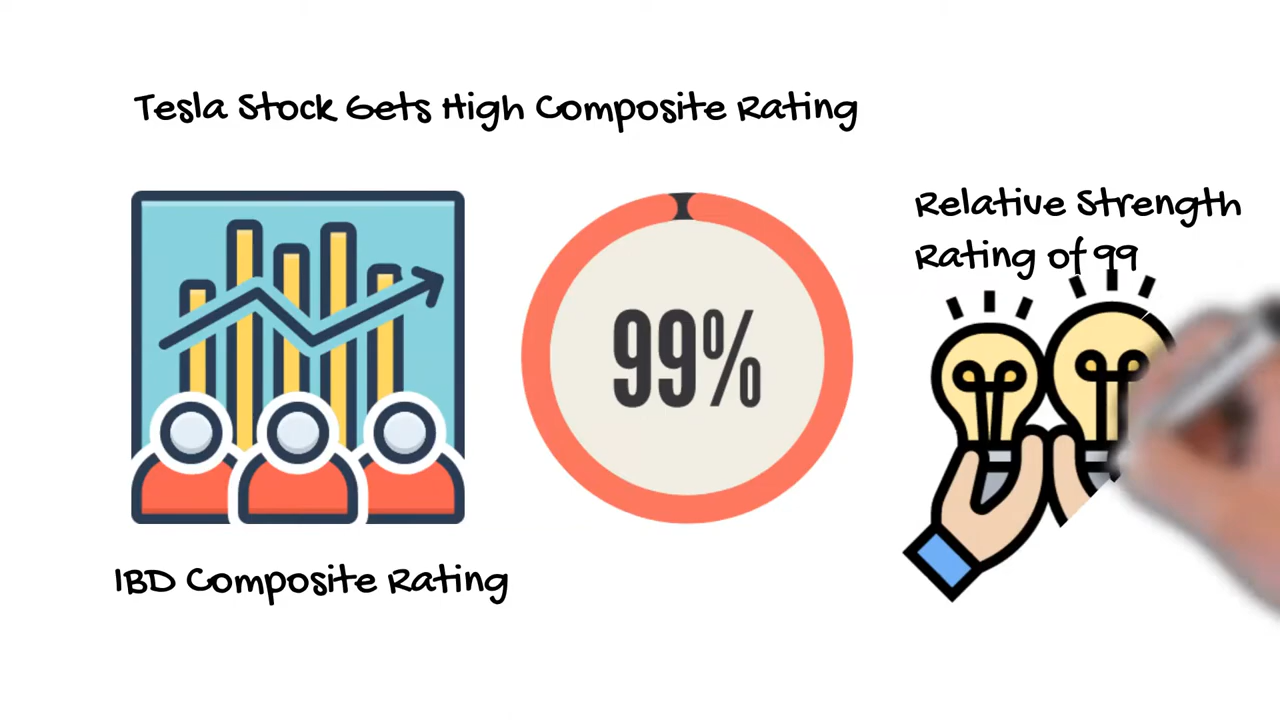 Tesla Stock Gets High Composite Rating
Relative Strength
Rating of 99
99%
IBD Composite Rating